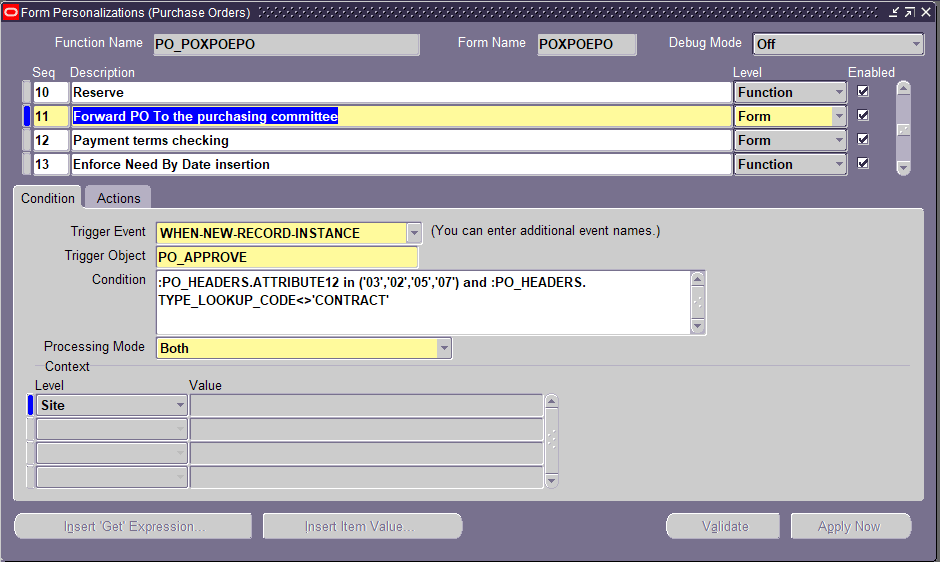 Form Personalizations (Purchase Orders)
Function Name PO_POXPOEPO Form Name POXPOEPO Debug Mode Off
Seq Description Level Enabled
10 Reserve Function
11 Forward PO To the purchasing committee Form
12 Payment terms checking Form
13 Enforce Need By Date insertion Function
Condition Actions
Trigger Event WHEN-NEW-RECORD-INSTANCE (You can enter additional event names.)
Trigger Object PO_APPROVE
Condition :PO_HEADERS.ATTRIBUTE12 in ('03','02','05','07') and :PO_HEADERS.
TYPE_LOOKUP_CODE<>'CONTRACT'
Processing Mode Both
Context
Level Value
Site
Insert 'Get' Expression... Insert Item Value... Validate Apply Now